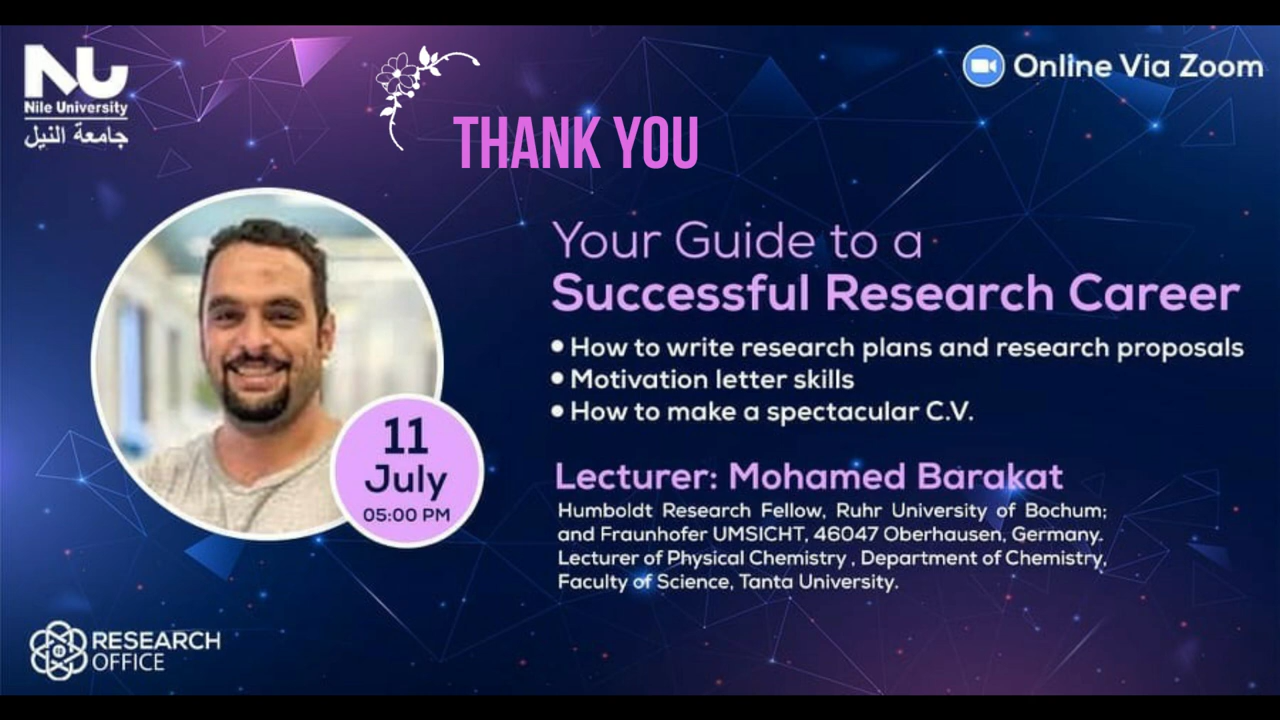 NU
Nile University
جامعة النيل
Online Via Zoom
THANK YOU
Your Guide to a
Successful Research Career
• How to write research plans and research proposals
• Motivation letter skills
• How to make a spectacular C.V.
11
July
05:00 PM
Lecturer: Mohamed Barakat
Humboldt Research Fellow, Ruhr University of Bochum;
and Fraunhofer UMSICHT, 46047 Oberhausen, Germany.
Lecturer of Physical Chemistry , Department of Chemistry,
Faculty of Science, Tanta University.
RESEARCH
OFFICE